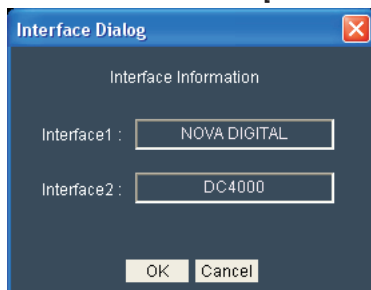 Interface Dialog
Interface Information
Interface1 : NOVA DIGITAL
Interface2 : DC4000
OK Cancel